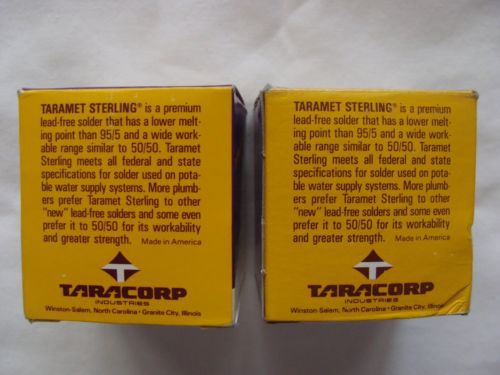 TARAMET STERLING® is a premium
lead-free solder that has a lower melt-
ing point than 95/5 and a wide work-
able range similar to 50/50. Taramet
Sterling meets all federal and state
specifications for solder used on pota-
ble water supply systems. More plumb-
ers prefer Taramet Sterling to other
"new" lead-free solders and some even
prefer it to 50/50 for its workability
and greater strength. Made in America
TARACORP
INDUSTRIES
Winston-Salem, North Carolina • Granite City, Illinois
TARAMET STERLING® is a premium
lead-free solder that has a lower melt-
ing point than 95/5 and a wide work-
able range similar to 50/50. Taramet
Sterling meets all federal and state
specifications for solder used on pota-
ble water supply systems. More plumb-
ers prefer Taramet Sterling to other
"new" lead-free solders and some even
prefer it to 50/50 for its workability
and greater strength. Made in America
TARACORP
INDUSTRIES
Winston-Salem, North Carolina • Granite City, Illinois